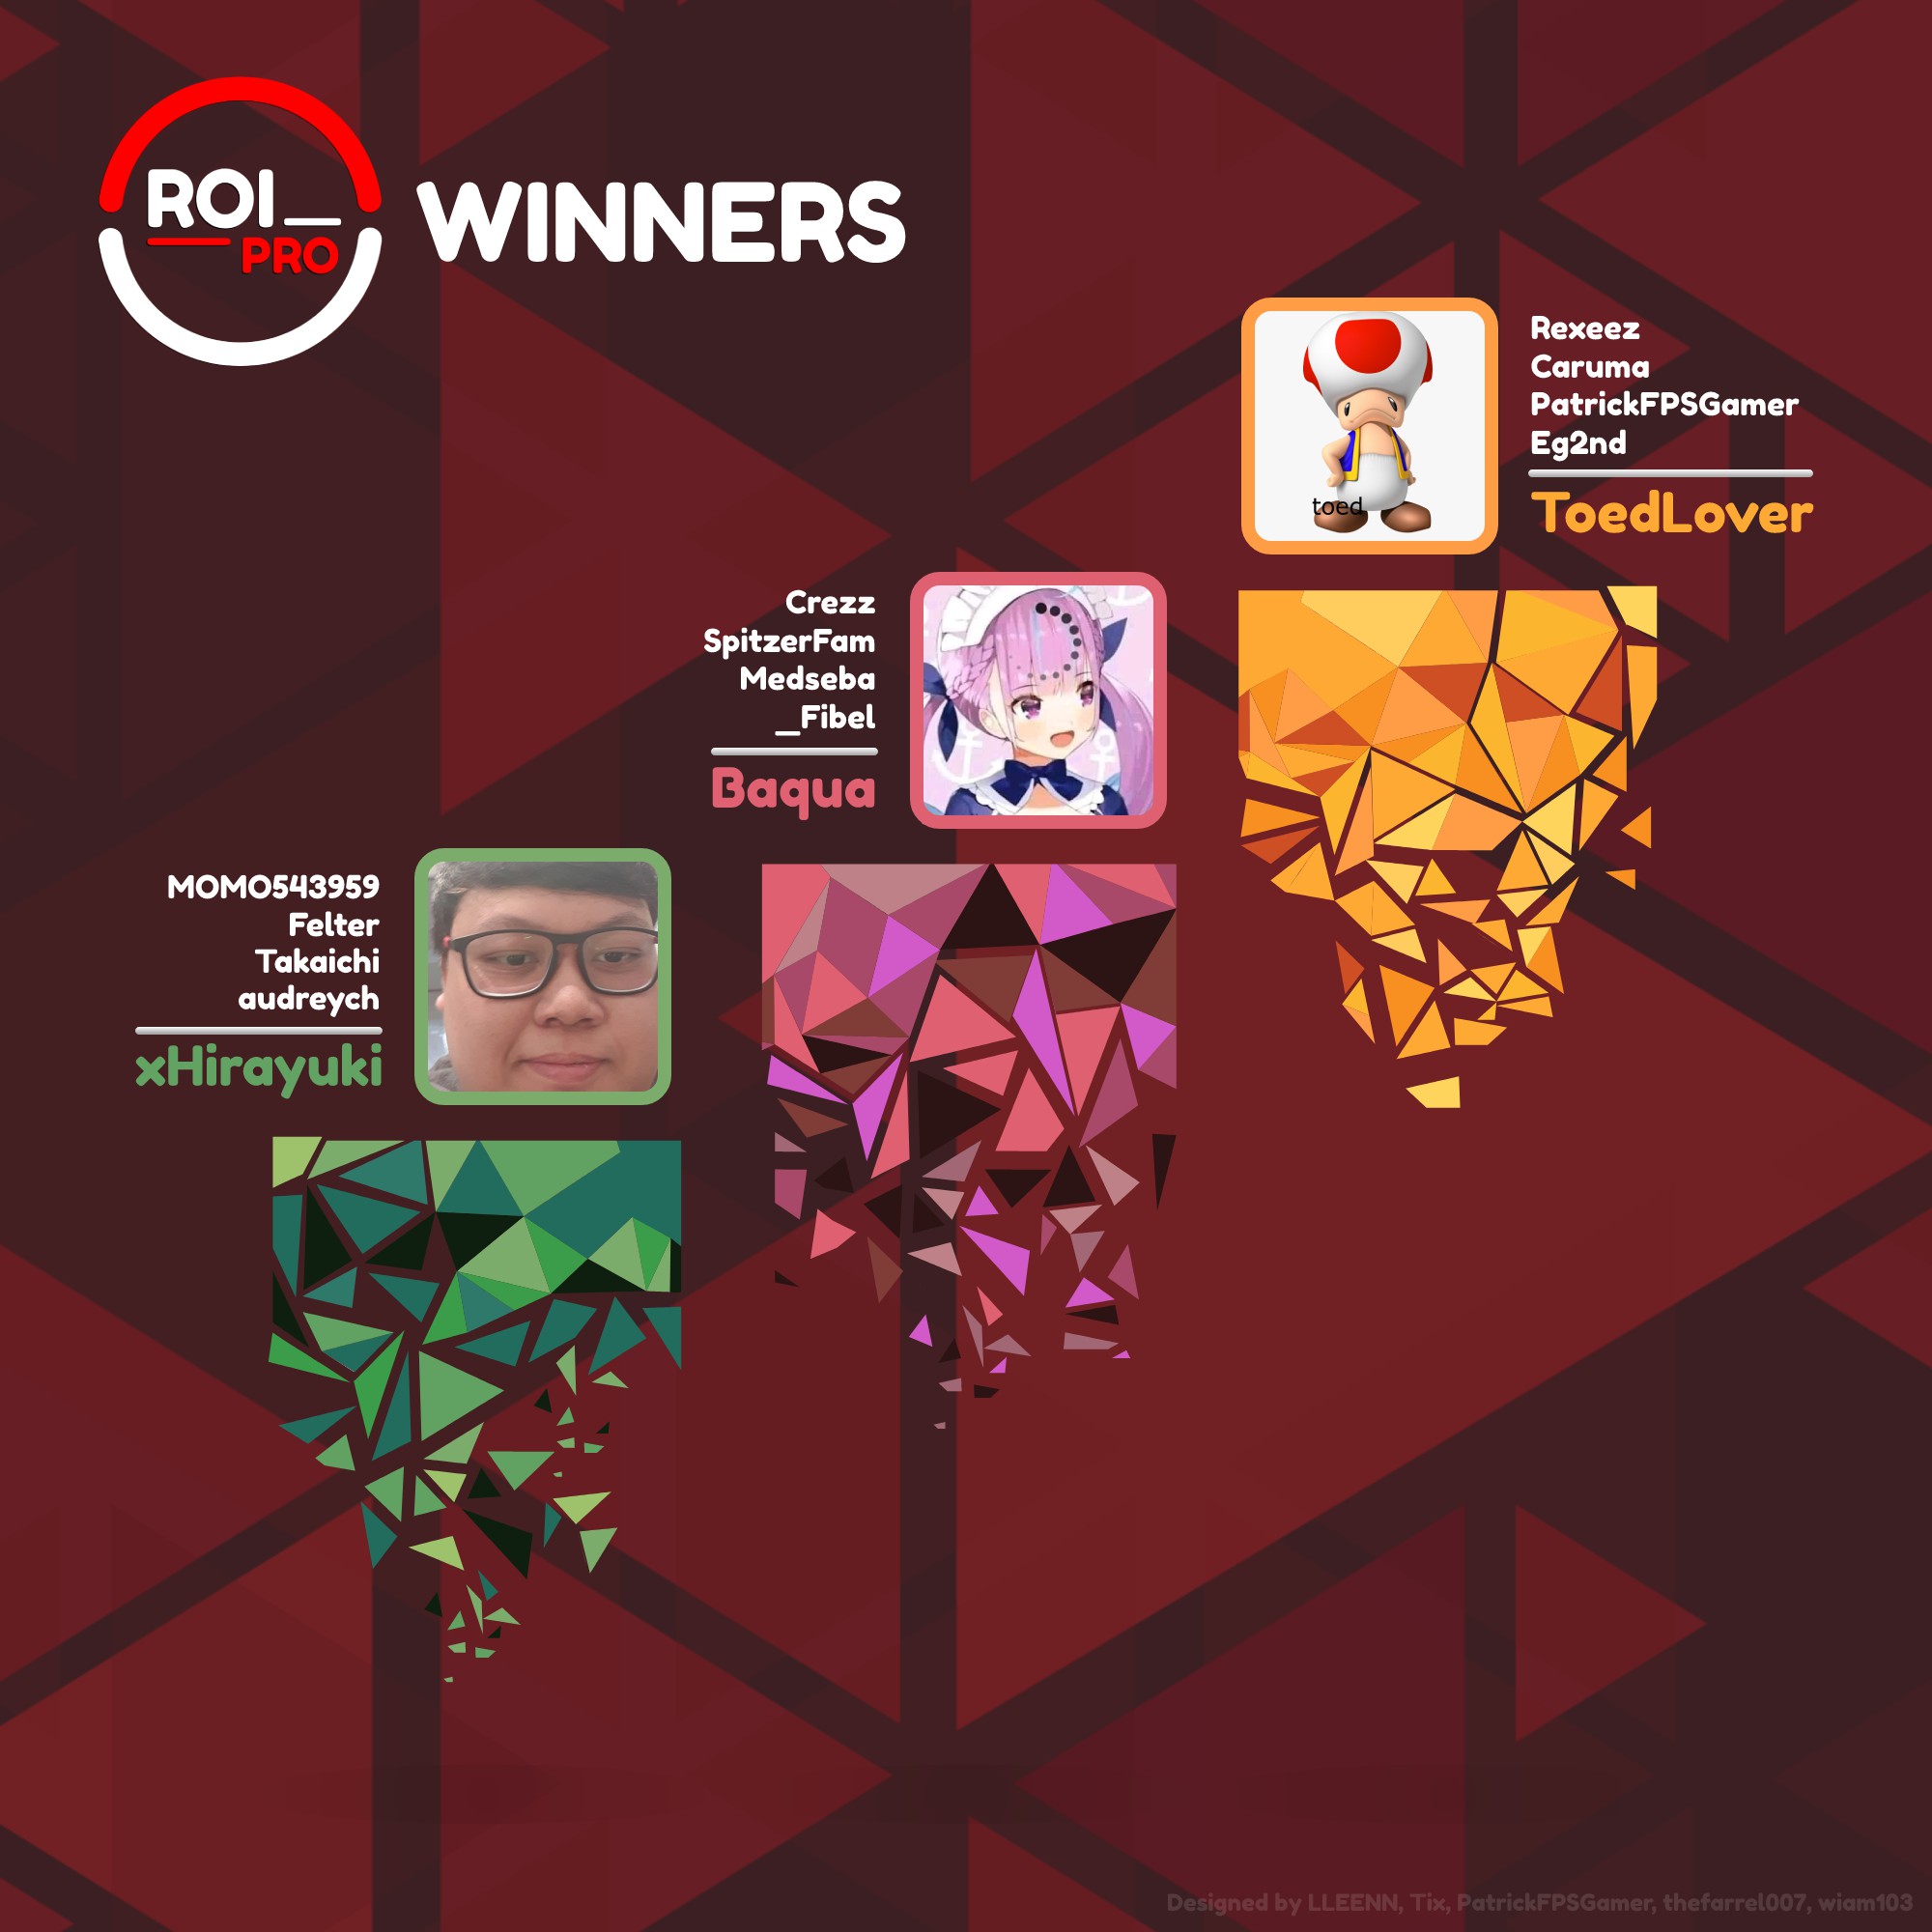 ROI_
PRO
WINNERS
Rexeez
Caruma
PatrickFPSGamer
Eg2nd
ToedLover
toed
Crezz
SpitzerFam
Medseba
_Fibel
Baqua
MOMO543959
Felter
Takaichi
audreych
xHirayuki
Designed by LLEENN, Tix, PatrickFPSGamer, thefarrel007, wiam103